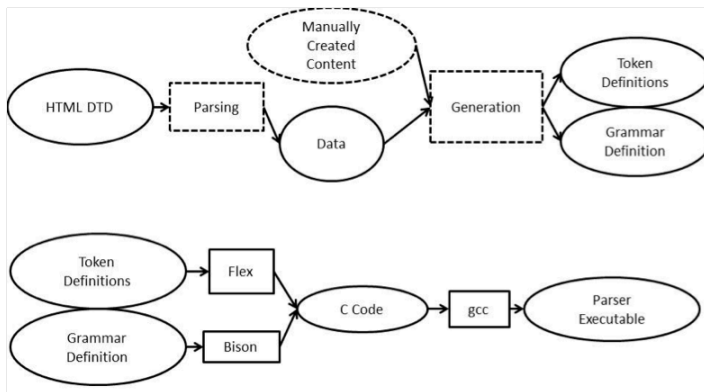 Manually
Created
Content
Token
Definitions
HTML DTD
Parsing
Generation
Data
Grammar
Definition
Token
Definitions
Flex
C Code
gcc
Parser
Executable
Grammar
Definition
Bison